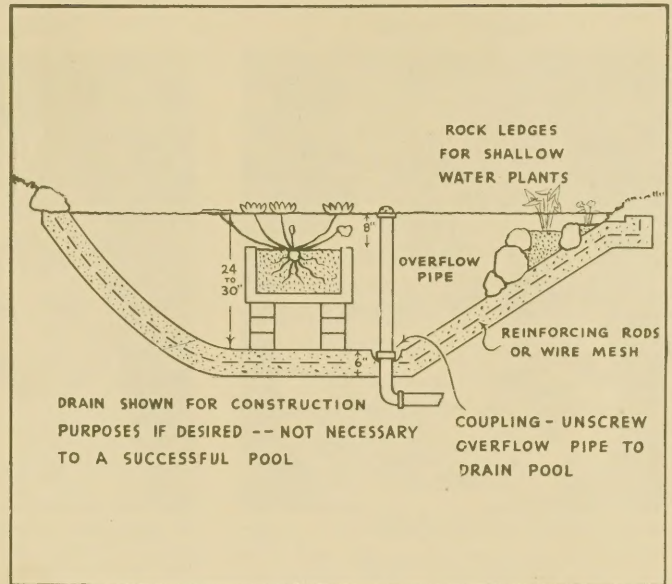 ROCK LEDGES
FOR SHALLOW
WATER PLANTS
8"
24
TO
30"
OVERFLOW
PIPE
REINFORCING RODS
OR WIRE MESH
6"
DRAIN SHOWN FOR CONSTRUCTION
PURPOSES IF DESIRED -- NOT NECESSARY
TO A SUCCESSFUL POOL
COUPLING - UNSCREW
OVERFLOW PIPE TO
DRAIN POOL